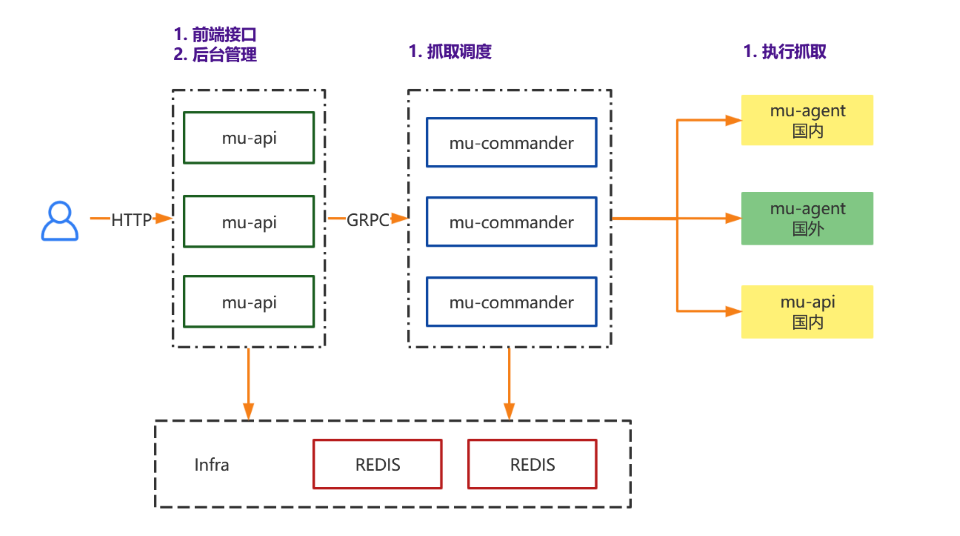 1. 前端接口
2. 后台管理
1. 抓取调度
1. 执行抓取
HTTP
mu-api
mu-api
mu-api
GRPC
mu-commander
mu-commander
mu-commander
mu-agent
国内
mu-agent
国外
mu-api
国内
Infra
REDIS
REDIS